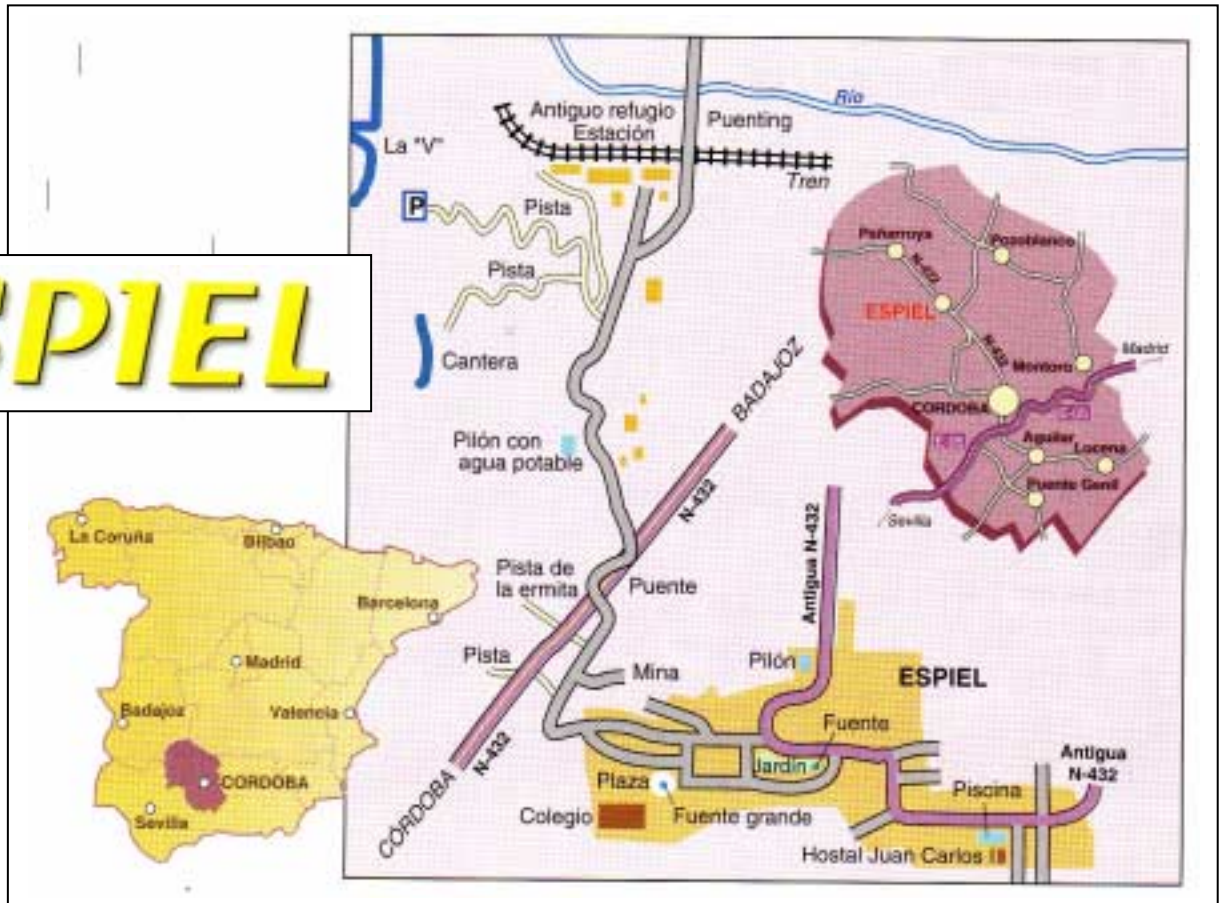 Río
Antiguo refugio
Estación
Puenting
La "V"
Tren
P
Pista
Pista
Peñarroya
Pozoblanco
N-432
ESPIEL
N-432
Montoro
Madrid
CORDOBA
Aguilar
Lucena
Puente Genil
Sevilla
SPIEL
Cantera
BADAJOZ
Pilón con
agua potable
N-432
Antigua N-432
La Coruña
Bilbao
Barcelona
Madrid
Badajoz
Valencia
CORDOBA
Sevilla
Pista de
la ermita
Puente
Pista
Mina
Pilón
ESPIEL
Fuente
N-432
CÓRDOBA
Jardín
Antigua
N-432
Plaza
Piscina
Colegio
Fuente grande
Hostal Juan Carlos I